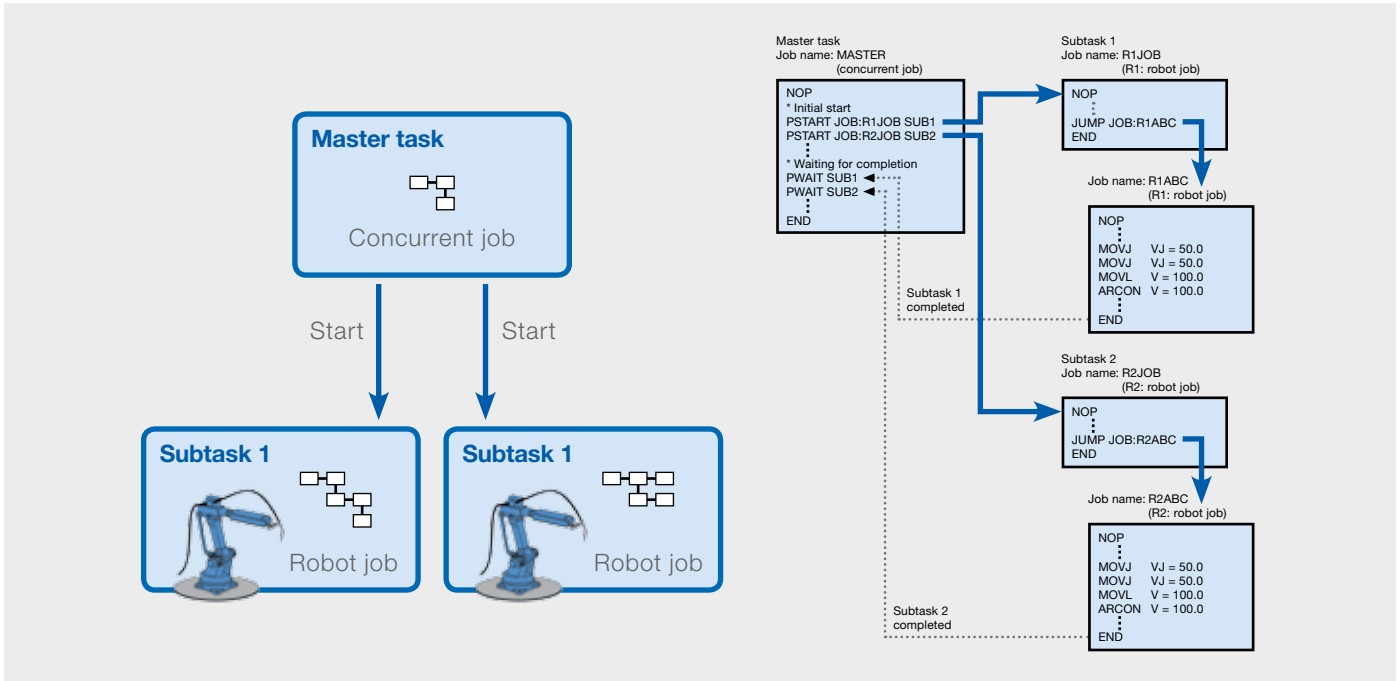 Master task
Concurrent job
Start
Start
Subtask 1
Robot job
Subtask 1
Robot job
Master task
Job name: MASTER
(concurrent job)
NOP
* Initial start
PSTART JOB:R1JOB SUB1
PSTART JOB:R2JOB SUB2
* Waiting for completion
PWAIT SUB1
PWAIT SUB2
END
Subtask 1
Job name: R1JOB
(R1: robot job)
NOP
JUMP JOB:R1ABC
END
Job name: R1ABC
(R1: robot job)
NOP
MOVJ VJ = 50.0
MOVJ VJ = 50.0
MOVL V = 100.0
ARCON V = 100.0
END
Subtask 1
completed
Subtask 2
Job name: R2JOB
(R2: robot job)
NOP
JUMP JOB:R2ABC
END
Job name: R2ABC
(R2: robot job)
NOP
MOVJ VJ = 50.0
MOVJ VJ = 50.0
MOVL V = 100.0
ARCON V = 100.0
END
Subtask 2
completed